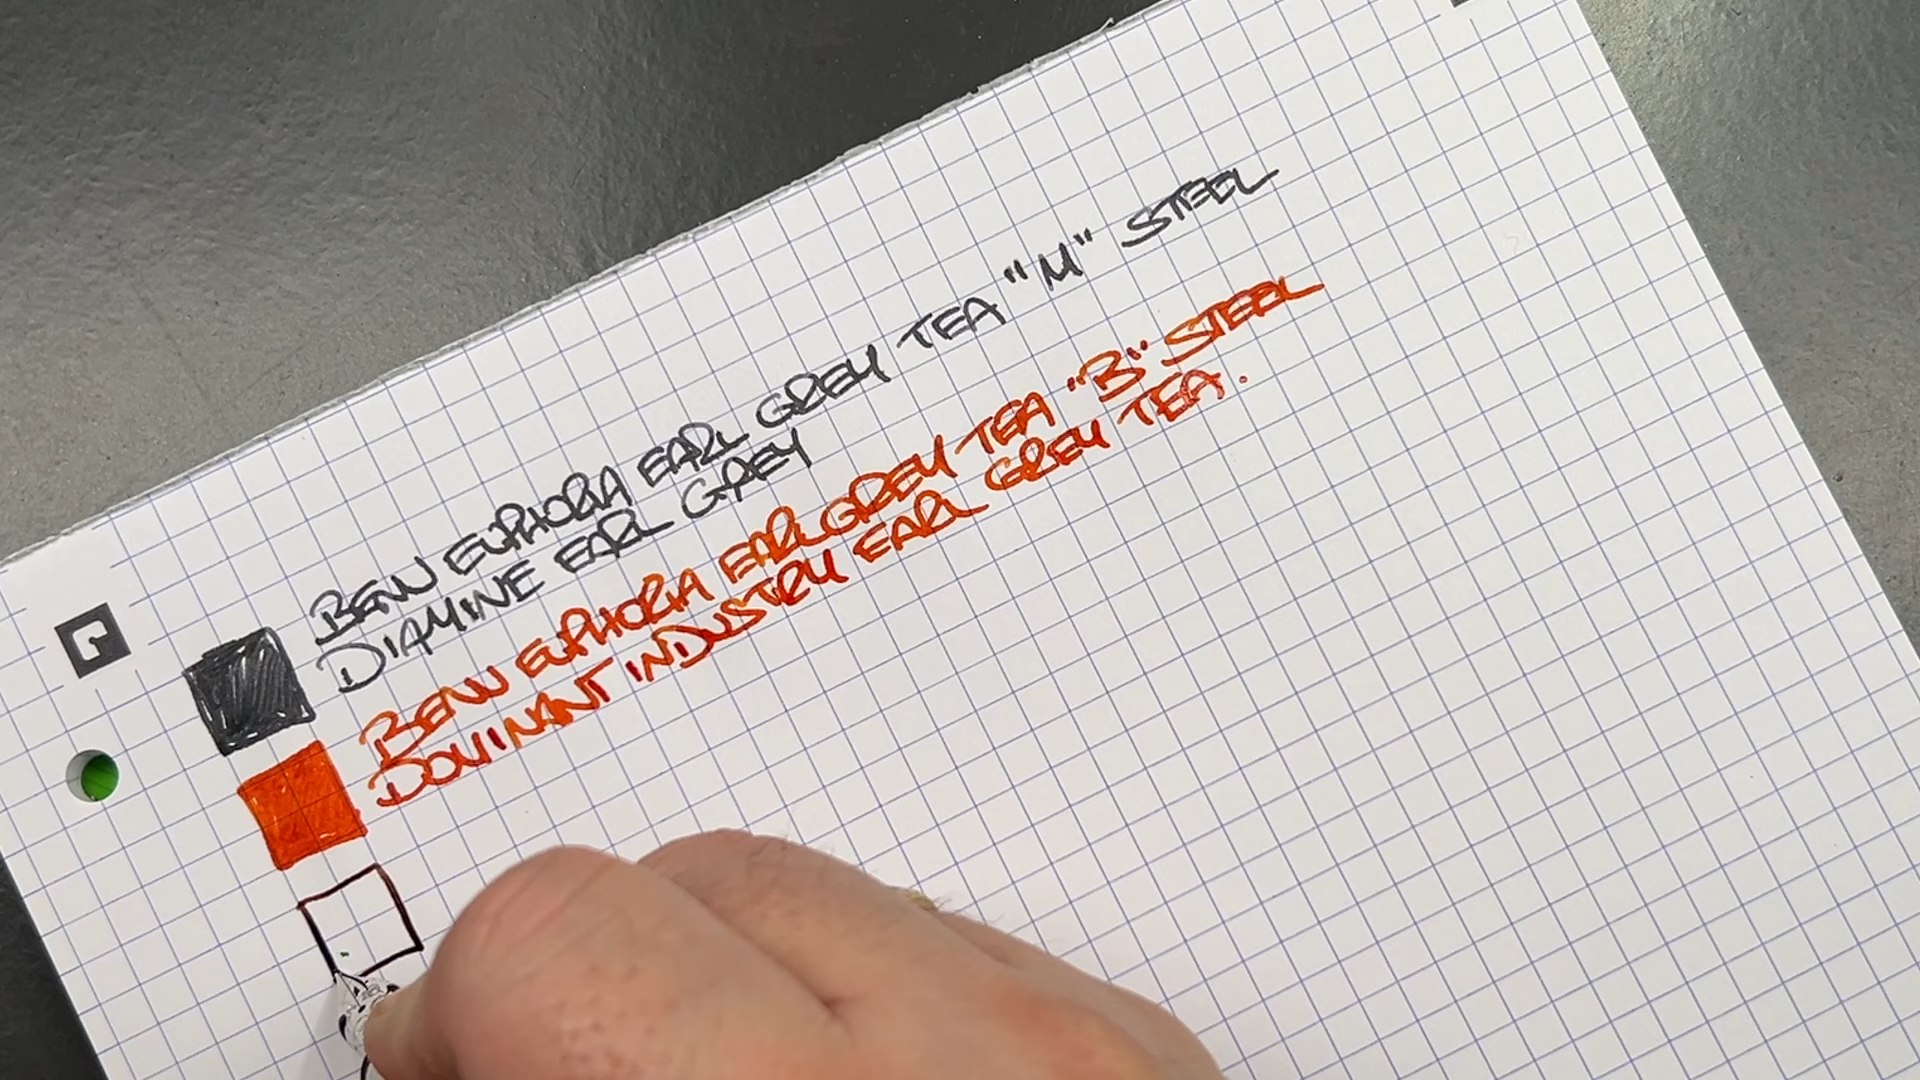 BENU EUPHORIA EARL GREY TEA "M" STEEL
DIAMINE EARL GREY
BENU EUPHORIA EARL GREY TEA "B" STEEL
DOMINANT INDUSTRY EARL GREY TEA.